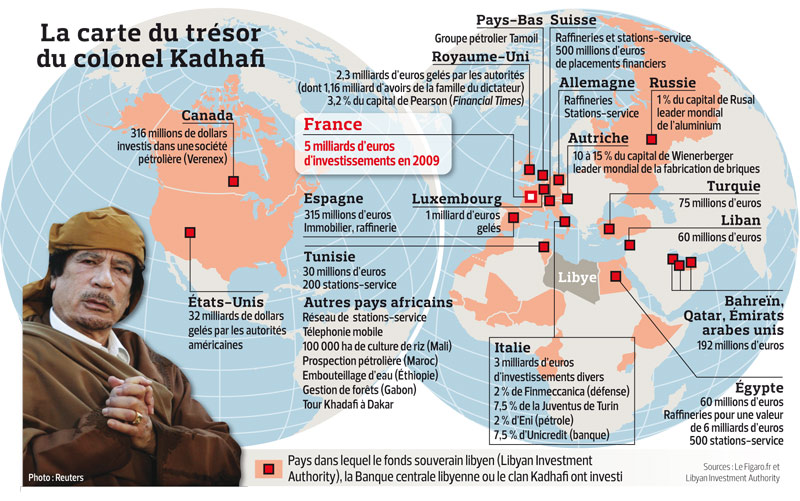 La carte du trésor
du colonel Kadhafi
Canada
316 millions de dollars
investis dans une société
pétrolière (Verenex)
États-Unis
32 milliards de dollars
gelés par les autorités
américaines
Pays-Bas
Groupe pétrolier Tamoil
Suisse
Raffineries et stations-service
500 millions d'euros
de placements financiers
Royaume-Uni
2,3 milliards d'euros gelés par les autorités
(dont 1,16 milliard d'avoirs de la famille du dictateur)
3,2 % du capital de Pearson (Financial Times)
Allemagne
Raffineries
Stations-service
Russie
1 % du capital de Rusal
leader mondial
de l'aluminium
France
5 milliards d'euros
d'investissements en 2009
Autriche
10 à 15 % du capital de Wienerberger
leader mondial de la fabrication de briques
Espagne
315 millions d'euros
Immobilier, raffinerie
Luxembourg
1 milliard d'euros
gelés
Turquie
75 millions d'euros
Liban
60 millions d'euros
Tunisie
30 millions d'euros
200 stations-service
Libye
Autres pays africains
Réseau de stations-service
Télephonie mobile
100 000 ha de culture de riz (Mali)
Prospection pétrolière (Maroc)
Embouteillage d'eau (Éthiopie)
Gestion de forêts (Gabon)
Tour Khadafi à Dakar
Italie
3 milliards d'euros
d'investissements divers
2 % de Finmeccanica (défense)
7,5 % de la Juventus de Turin
2 % d'Eni (pétrole)
7,5 % d'Unicredit (banque)
Bahreïn,
Qatar, Émirats
arabes unis
192 millions d'euros
Égypte
60 millions d'euros
Raffineries pour une valeur
de 6 milliards d'euros
500 stations-service
Pays dans lequel le fonds souverain libyen (Libyan Investment
Authority), la Banque centrale libyenne ou le clan Kadhafi ont investi
Photo : Reuters
Sources : Le Figaro.fr et
Libyan Investment Authority